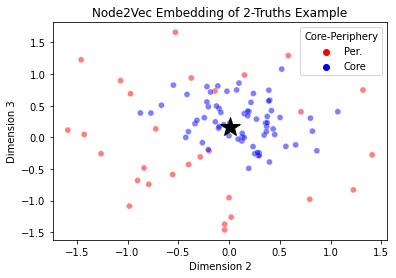 Node2Vec Embedding of 2-Truths Example
Core-Periphery
Per.
Core
1.5
1.0
0.5
0.0
−0.5
−1.0
−1.5
Dimension 3
−1.5 −1.0 −0.5 0.0 0.5 1.0 1.5
Dimension 2